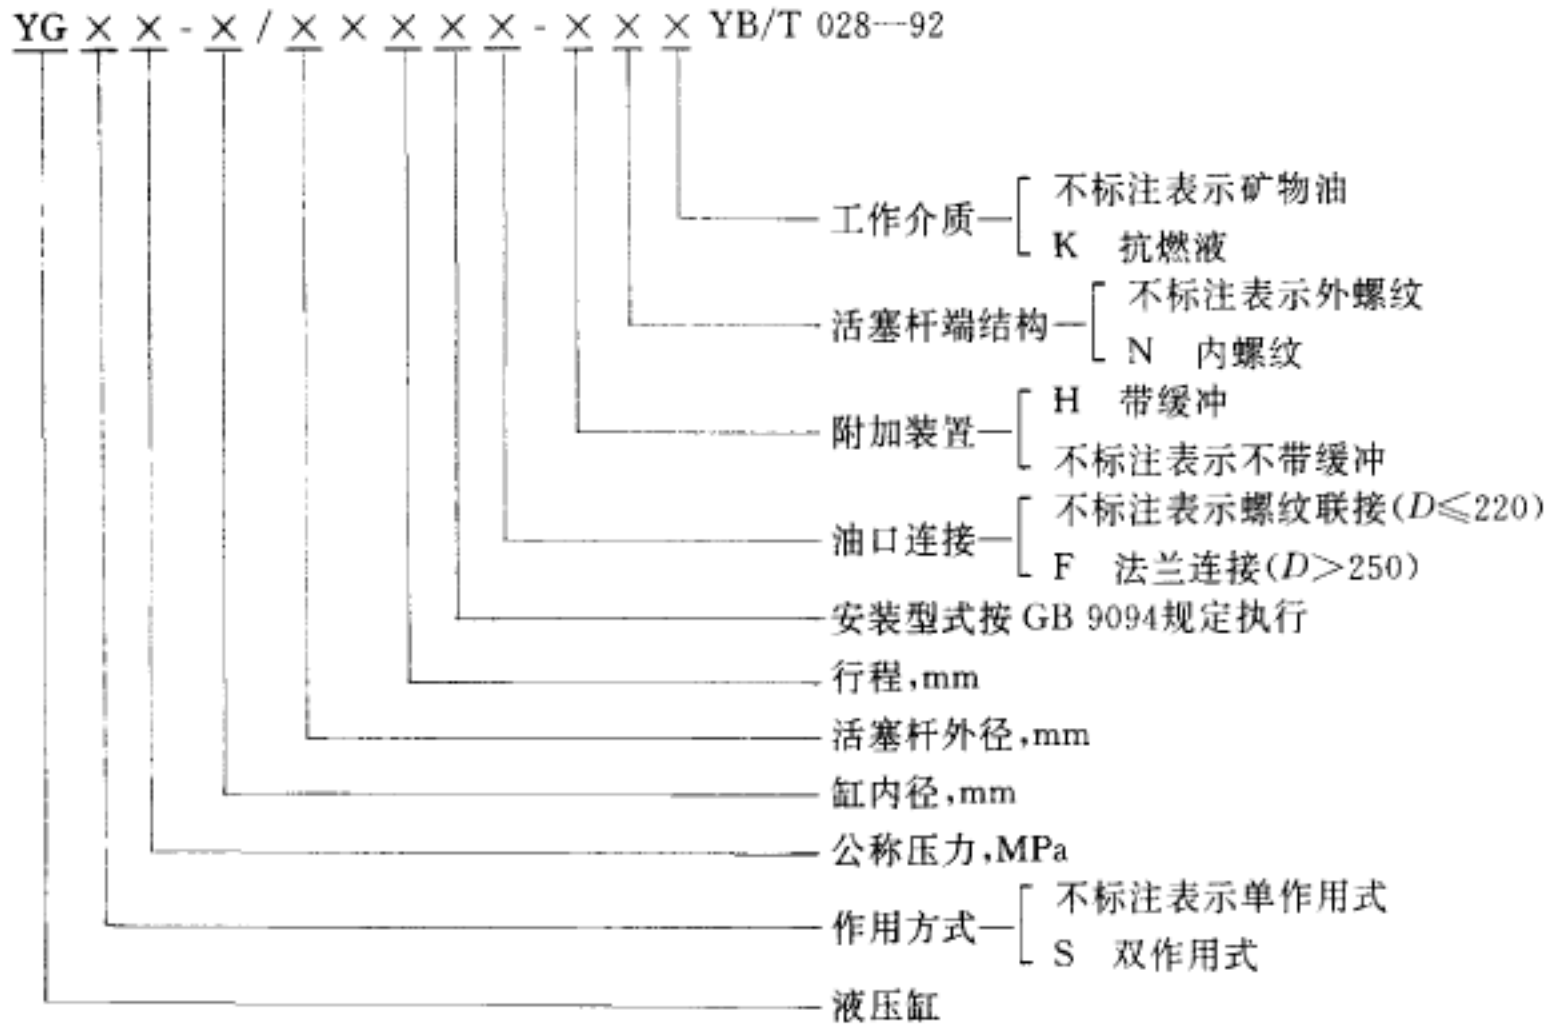 YG × × - × / × × × × × - × × × YB/T 028—92
不标注表示矿物油
工作介质
K 抗燃液
不标注表示外螺纹
活塞杆端结构
N 内螺纹
H 带缓冲
附加装置
不标注表示不带缓冲
不标注表示螺纹联接(D≤220)
油口连接
F 法兰连接(D>250)
安装型式按 GB 9094规定执行
行程,mm
活塞杆外径,mm
缸内径,mm
公称压力,MPa
不标注表示单作用式
作用方式
S 双作用式
液压缸